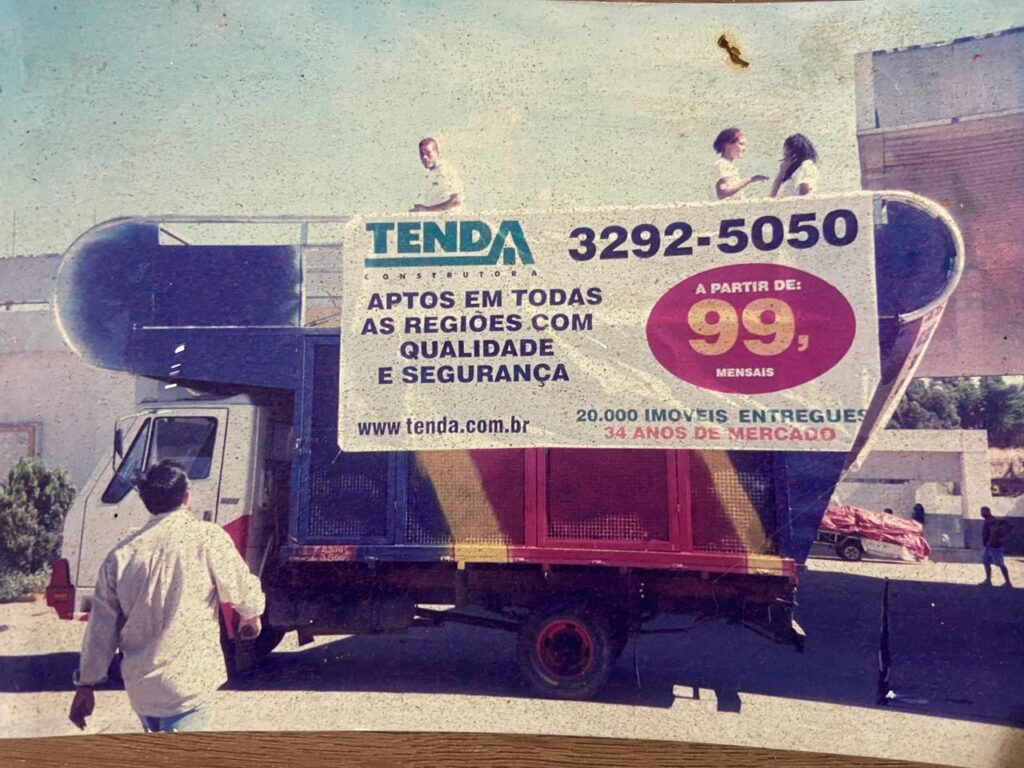 TENDA
CONSTRUTORA
3292-5050
APTOS EM TODAS
AS REGIÕES COM
QUALIDADE
E SEGURANÇA
A PARTIR DE:
99,
MENSAIS
www.tenda.com.br
20.000 IMOVEIS ENTREGUES
34 ANOS DE MERCADO